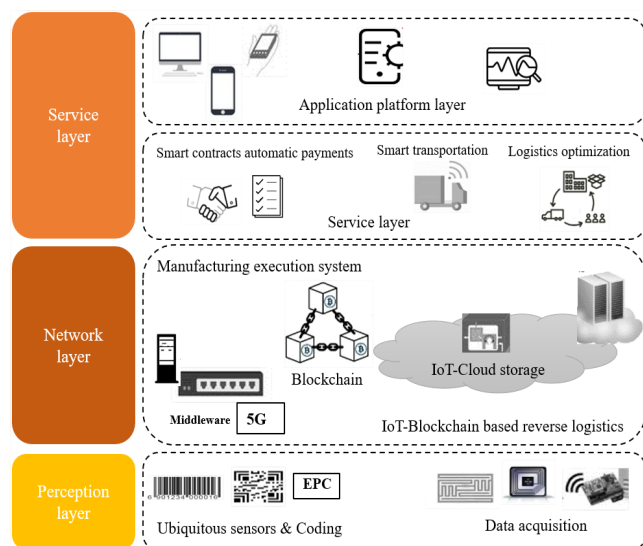 Service
layer
Application platform layer
Smart contracts automatic payments
Smart transportation
Logistics optimization
Service layer
Network
layer
Manufacturing execution system
Blockchain
IoT-Cloud storage
Middleware
5G
IoT-Blockchain based reverse logistics
Perception
layer
EPC
Ubiquitous sensors & Coding
Data acquisition